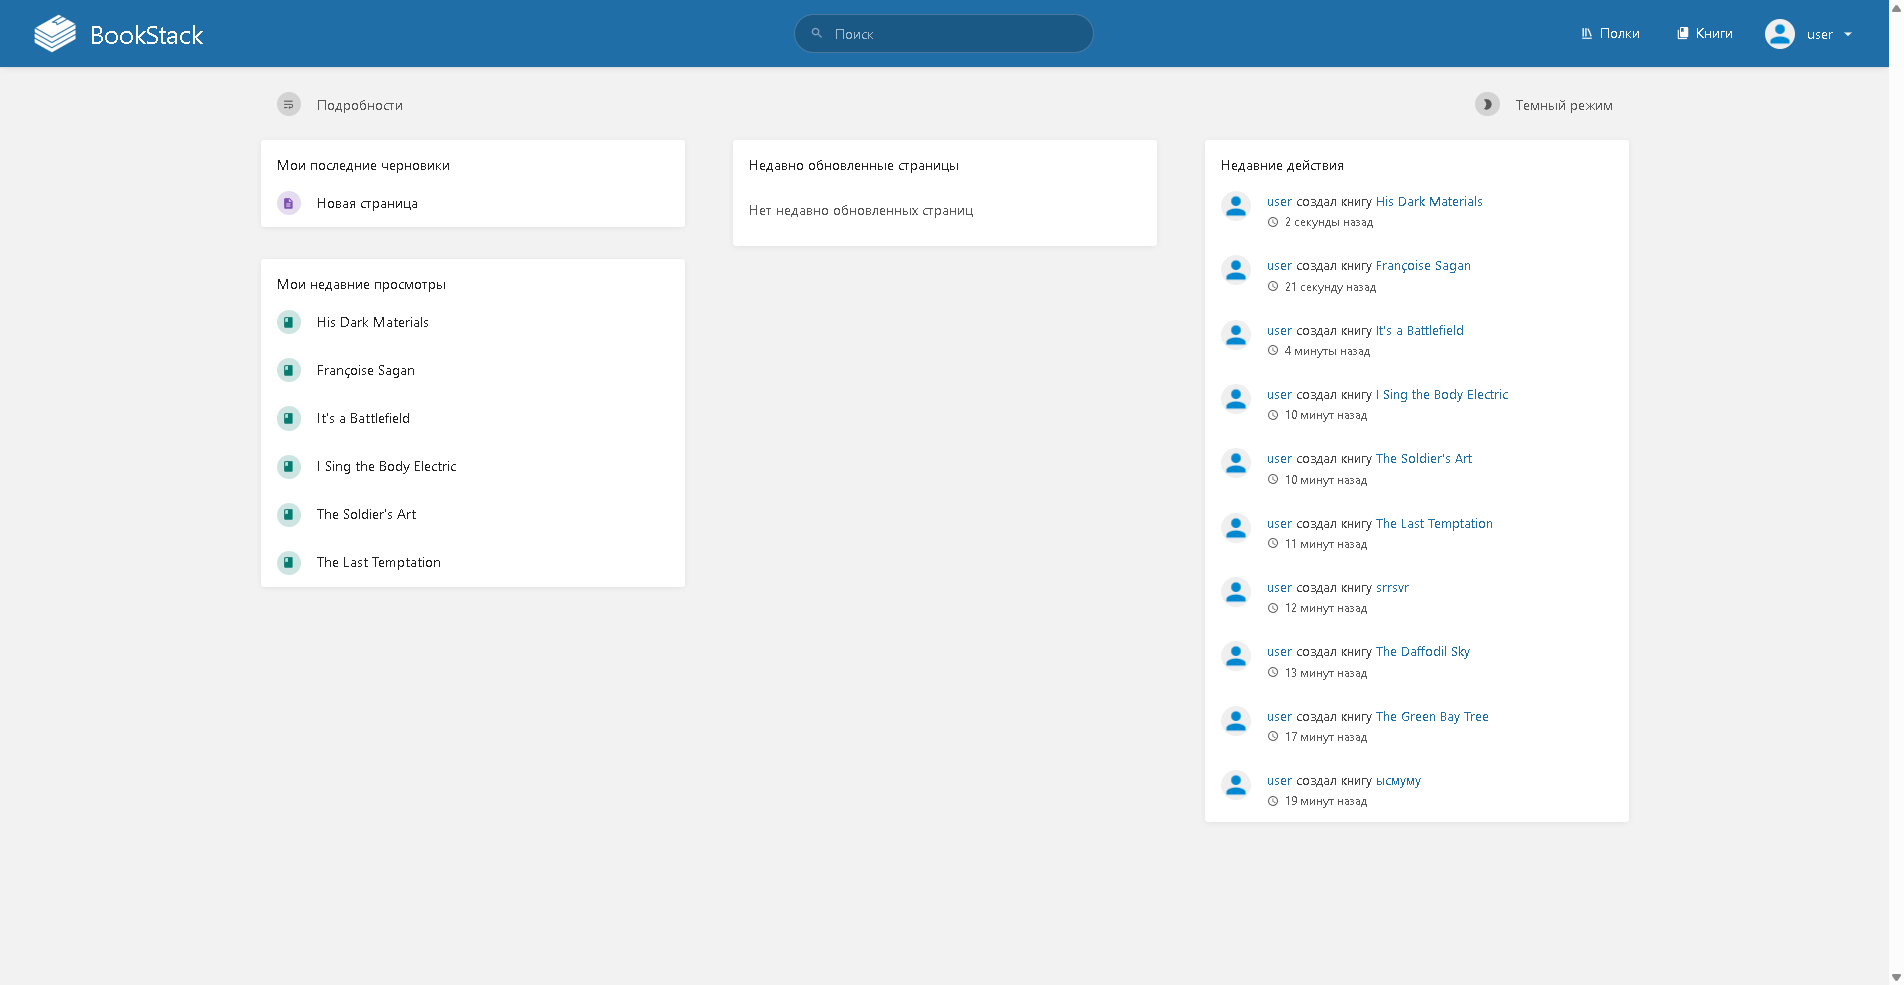 BookStack
Поиск
Полки
Книги
user
Подробности
Темный режим
Мои последние черновики
Новая страница
Мои недавние просмотры
His Dark Materials
Françoise Sagan
It's a Battlefield
I Sing the Body Electric
The Soldier's Art
The Last Temptation
Недавно обновленные страницы
Нет недавно обновленных страниц
Недавние действия
user создал книгу His Dark Materials
2 секунды назад
user создал книгу Françoise Sagan
21 секунду назад
user создал книгу It's a Battlefield
4 минуты назад
user создал книгу I Sing the Body Electric
10 минут назад
user создал книгу The Soldier's Art
10 минут назад
user создал книгу The Last Temptation
11 минут назад
user создал книгу srrsvr
12 минут назад
user создал книгу The Daffodil Sky
13 минут назад
user создал книгу The Green Bay Tree
17 минут назад
user создал книгу ысмуму
19 минут назад